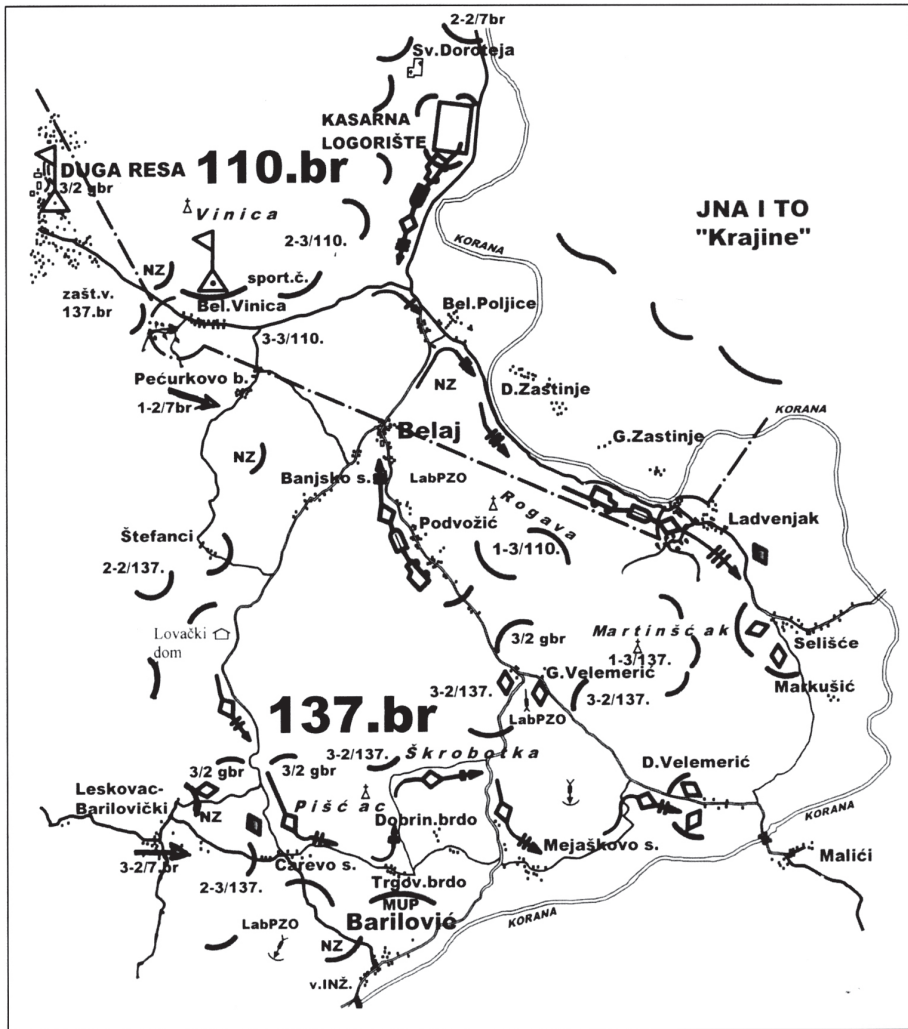 2-2/7br
Sv.Doroteja
KASARNA
LOGORIŠTE
DUGA RESA
110.br
3/2 gbr
Vinica
JNA I TO
"Krajine"
2-3/110.
KORANA
NZ
sport.č.
zašt.v.
137.br
Bel.Vinica
Bel.Poljice
3-3/110.
Pećurkovo b.
NZ
D.Zastinje
1-2/7br
KORANA
Belaj
G.Zastinje
NZ
Banjsko s.
LabPZO
Rogava
Podvožić
Ladvenjak
Štefanci
1-3/110.
2-2/137.
Lovački
dom
3/2 gbr
Martinšć ak
1-3/137.
Selišće
G.Velemerić
3-2/137.
3-2/137.
Markušić
137.br
LabPZO
3-2/137.
Škrobotka
D.Velemerić
3/2 gbr
3/2 gbr
Leskovac-
Barilovički
NZ
Pišć ac
Dobrin.brdo
Mejaškovo s.
Malići
3-2/7.br
Carevo s.
2-3/137.
Trgov.brdo
MUP
Barilović
KORANA
LabPZO
NZ
v.INŽ.